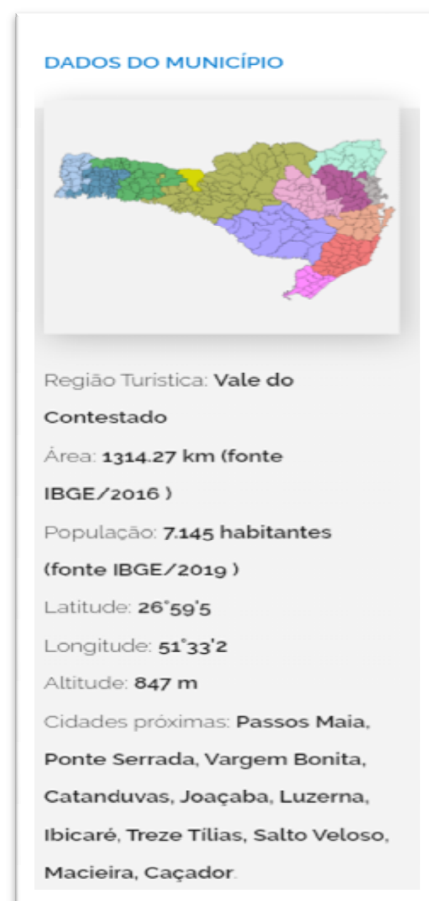 DADOS DO MUNICÍPIO
Região Turística: Vale do
Contestado
Área: 1314.27 km (fonte
IBGE/2016 )
População: 7.145 habitantes
(fonte IBGE/2019 )
Latitude: 26°59'5
Longitude: 51°33'2
Altitude: 847 m
Cidades próximas: Passos Maia,
Ponte Serrada, Vargem Bonita,
Catanduvas, Joaçaba, Luzerna,
Ibicaré, Treze Tílias, Salto Veloso,
Macieira, Caçador.